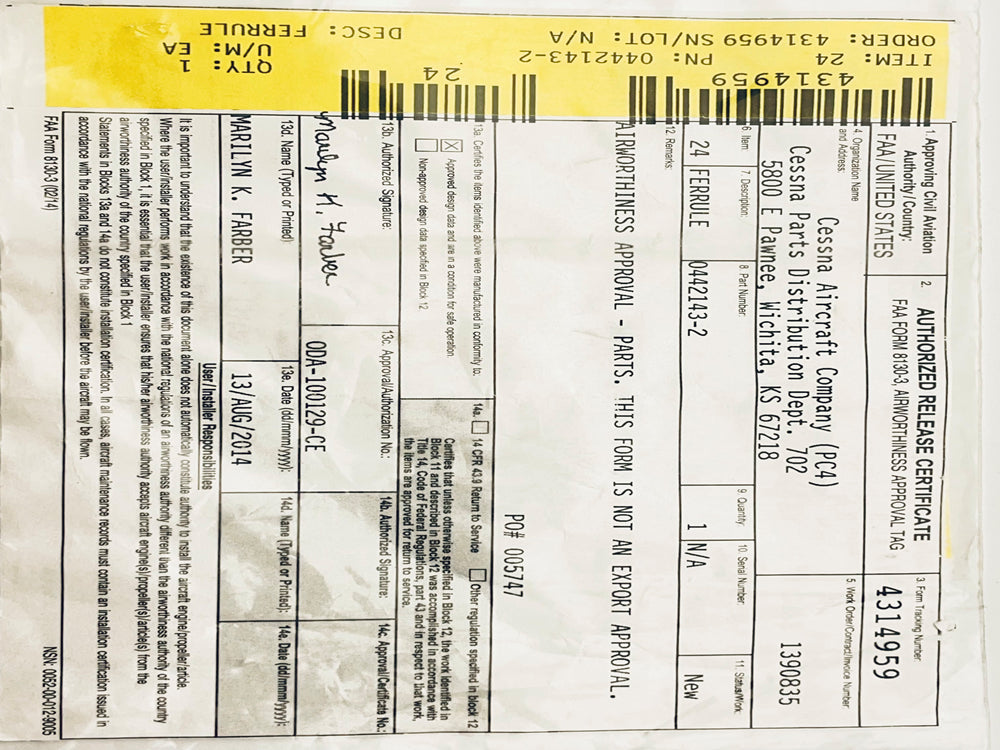 ORDER: 4314959 SN/LOT: N/A DESC: FERRULE
ITEM: 24 PN: 0442143-2 U/M: EA
QTY: 1
4314959 24
1. Approving Civil Aviation Authority/Country:
FAA/UNITED STATES
2. AUTHORIZED RELEASE CERTIFICATE
FAA FORM 8130-3, AIRWORTHINESS APPROVAL TAG
3. Form Tracking Number:
4314959
4. Organization Name and Address:
Cessna Aircraft Company (PC4)
Cessna Parts Distribution Dept. 702
5800 E Pawnee, Wichita, KS 67218
5. Work Order/Contract/Invoice Number:
1390835
6. Item 7. Description: 8. Part Number: 9. Quantity: 10. Serial Number: 11. Status/Work:
24 FERRULE 0442143-2 1 N/A New
12. Remarks:
AIRWORTHINESS APPROVAL - PARTS. THIS FORM IS NOT AN EXPORT APPROVAL.
PO# 005747
13a. Certifies the items identified above were manufactured in conformity to:
Approved design data and are in a condition for safe operation
Non-approved design data specified in Block 12
14a. 14 CFR 43.9 Return to Service Other regulation specified in block 12
Certifies that unless otherwise specified in Block 12, the work identified in
Block 11 and described in Block 12 was accomplished in accordance with
Title 14, Code of Federal Regulations, part 43 and in respect to that work,
the items are approved for return to service.
13b. Authorized Signature: 13c. Approval/Authorization No.: 14b. Authorized Signature: 14c. Approval/Certificate No.:
Marilyn K. Farber ODA-100129-CE
13d. Name (Typed or Printed): 13e. Date (dd/mmm/yyyy): 14d. Name (Typed or Printed): 14e. Date (dd/mmm/yyyy):
MARILYN K. FARBER 13/AUG/2014
User/Installer Responsibilities
It is important to understand that the existence of this document alone does not automatically constitute authority to install the aircraft engine/propeller/article.
Where the user/installer performs work in accordance with the national regulations of an airworthiness authority different than the airworthiness authority of the country
specified in Block 1, it is essential that the user/installer ensures that his/her airworthiness authority accepts aircraft engine(s)/propeller(s)/article(s) from the
airworthiness authority of the country specified in Block 1
Statements in Blocks 13a and 14a do not constitute installation certification. In all cases, aircraft maintenance records must contain an installation certification issued in
accordance with the national regulations by the user/installer before the aircraft may be flown.
FAA Form 8130-3 (02/14) NSN: 0052-00-012-9005